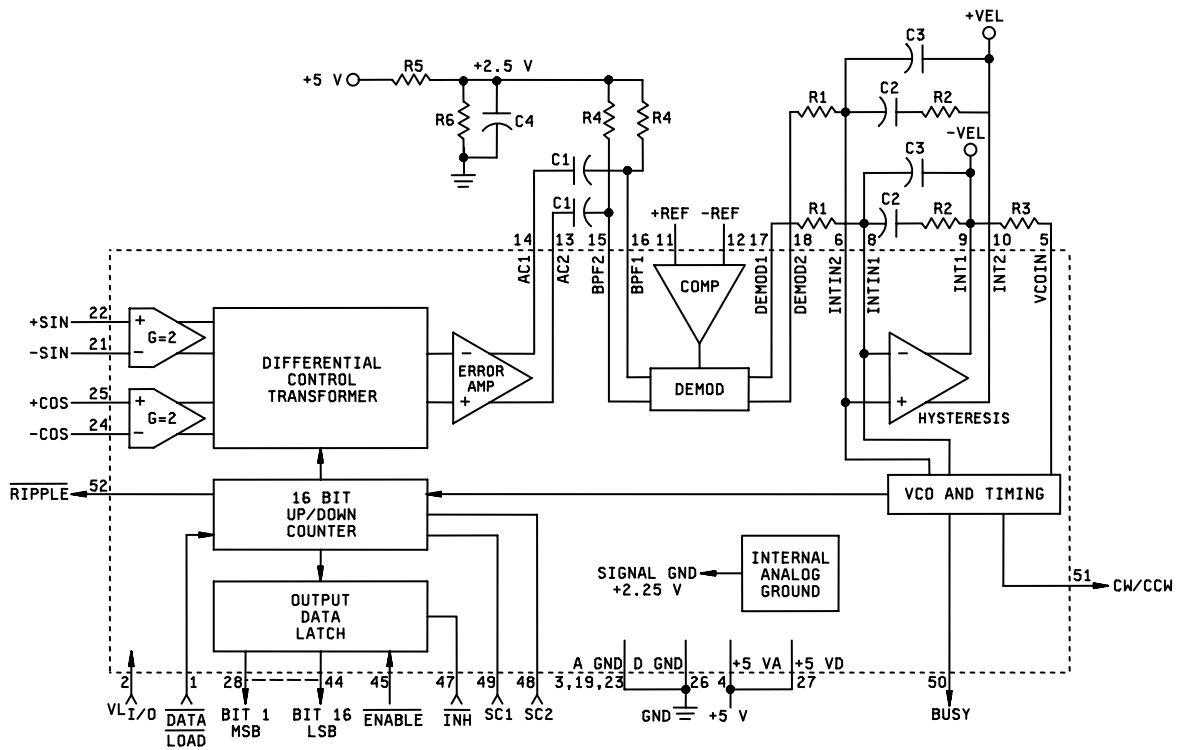 +VEL
C3
+5 V
R5
+2.5 V
R6
C4
R4
R4
R1
C2
R2
-VEL
C3
C1
C1
R1
C2
R2
R3
+REF -REF
14
13
15
16
11
12
17
18
6
8
9
10
5
AC1
AC2
BPF2
BPF1
DEMOD1
DEMOD2
INTIN2
INTIN1
INT1
INT2
VCOIN
COMP
+SIN
22
-SIN
21
+
-
G=2
+COS
25
-COS
24
+
-
G=2
DIFFERENTIAL
CONTROL
TRANSFORMER
-
ERROR
AMP
+
DEMOD
-
+
HYSTERESIS
RIPPLE
52
16 BIT
UP/DOWN
COUNTER
VCO AND TIMING
OUTPUT
DATA
LATCH
SIGNAL GND
+2.25 V
INTERNAL
ANALOG
GROUND
51
CW/CCW
A GND
D GND
+5 VA
+5 VD
2
1
28
44
45
47
49
48
3,19,23
26
4
27
50
VLI/O
DATA
LOAD
BIT 1
MSB
BIT 16
LSB
ENABLE
INH
SC1
SC2
GND
+5 V
BUSY